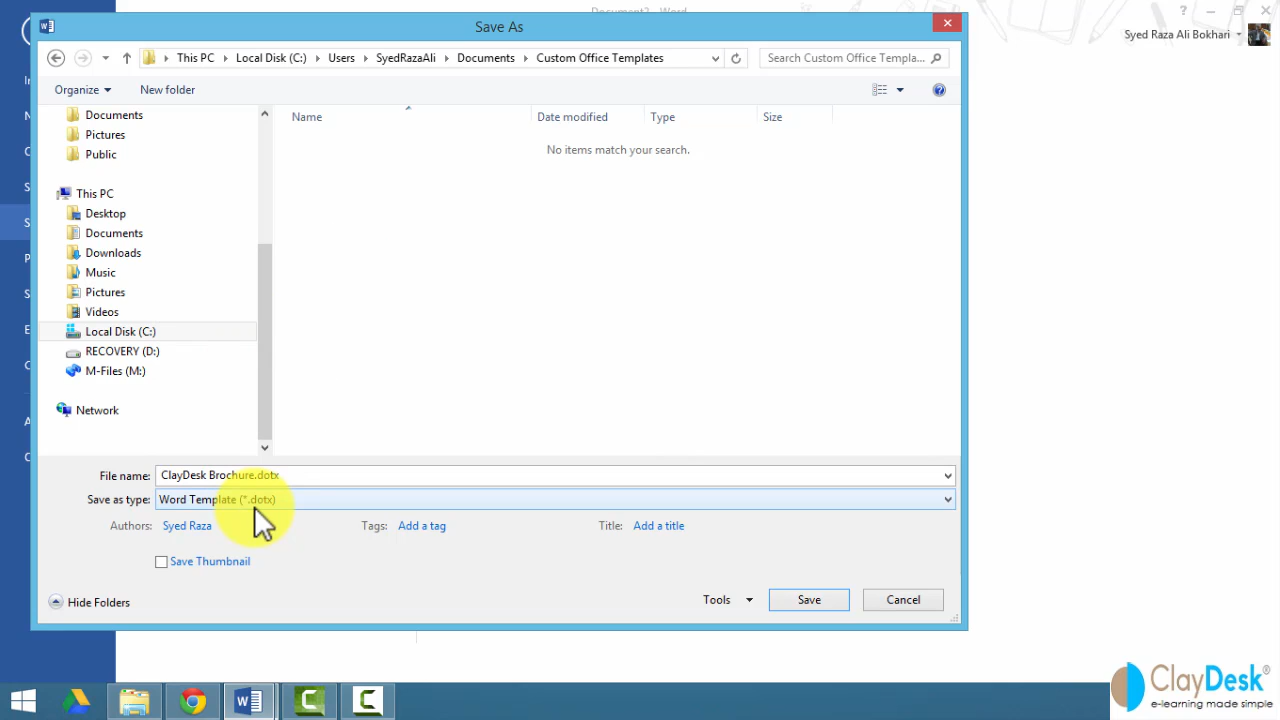 Document2 - Word
Save As
Syed Raza Ali Bokhari
This PC Local Disk (C:) Users SyedRazaAli Documents Custom Office Templates
Search Custom Office Templa...
Organize New folder
Documents
Pictures
Public
This PC
Desktop
Documents
Downloads
Music
Pictures
Videos
Local Disk (C:)
RECOVERY (D:)
M-Files (M:)
Network
Name Date modified Type Size
No items match your search.
File name: ClayDesk Brochure.dotx
Save as type: Word Template (*.dotx)
Authors: Syed Raza Tags: Add a tag Title: Add a title
Save Thumbnail
Hide Folders Tools Save Cancel
ClayDesk®
e-learning made simple